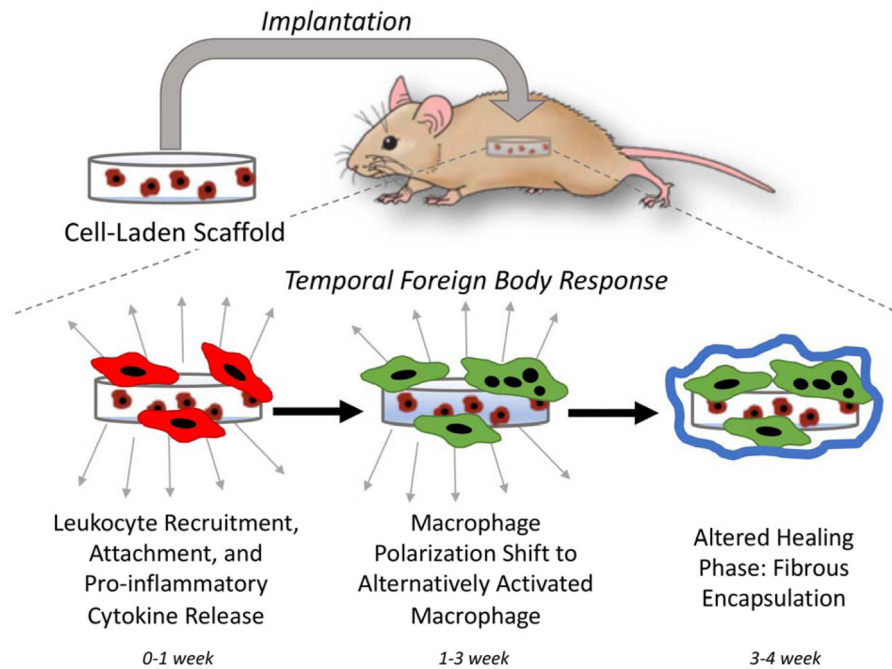 Implantation
Cell-Laden Scaffold
Temporal Foreign Body Response
Leukocyte Recruitment,
Attachment, and
Pro-inflammatory
Cytokine Release
0-1 week
Macrophage
Polarization Shift to
Alternatively Activated
Macrophage
1-3 week
Altered Healing
Phase: Fibrous
Encapsulation
3-4 week